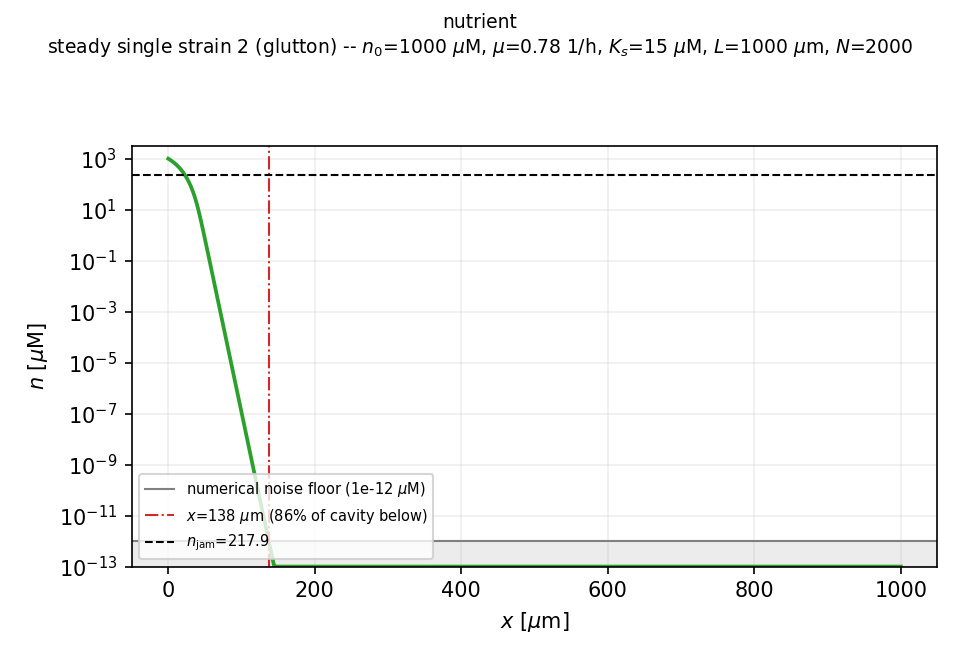 nutrient
steady single strain 2 (glutton) -- n₀=1000 μM, μ=0.78 1/h, Kₛ=15 μM, L=1000 μm, N=2000
10³
10¹
10⁻¹
10⁻³
10⁻⁵
10⁻⁷
10⁻⁹
10⁻¹¹
10⁻¹³
n [μM]
numerical noise floor (1e-12 μM)
x=138 μm (86% of cavity below)
n_jam=217.9
0 200 400 600 800 1000
x [μm]